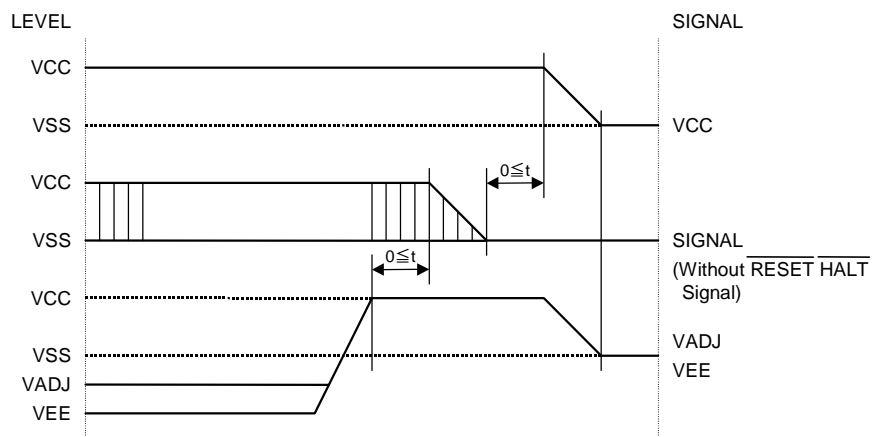 LEVEL SIGNAL
VCC
VSS VCC
0≦t
VCC
VSS SIGNAL
0≦t (Without RESET HALT
Signal)
VCC
VSS VADJ
VEE
VADJ
VEE